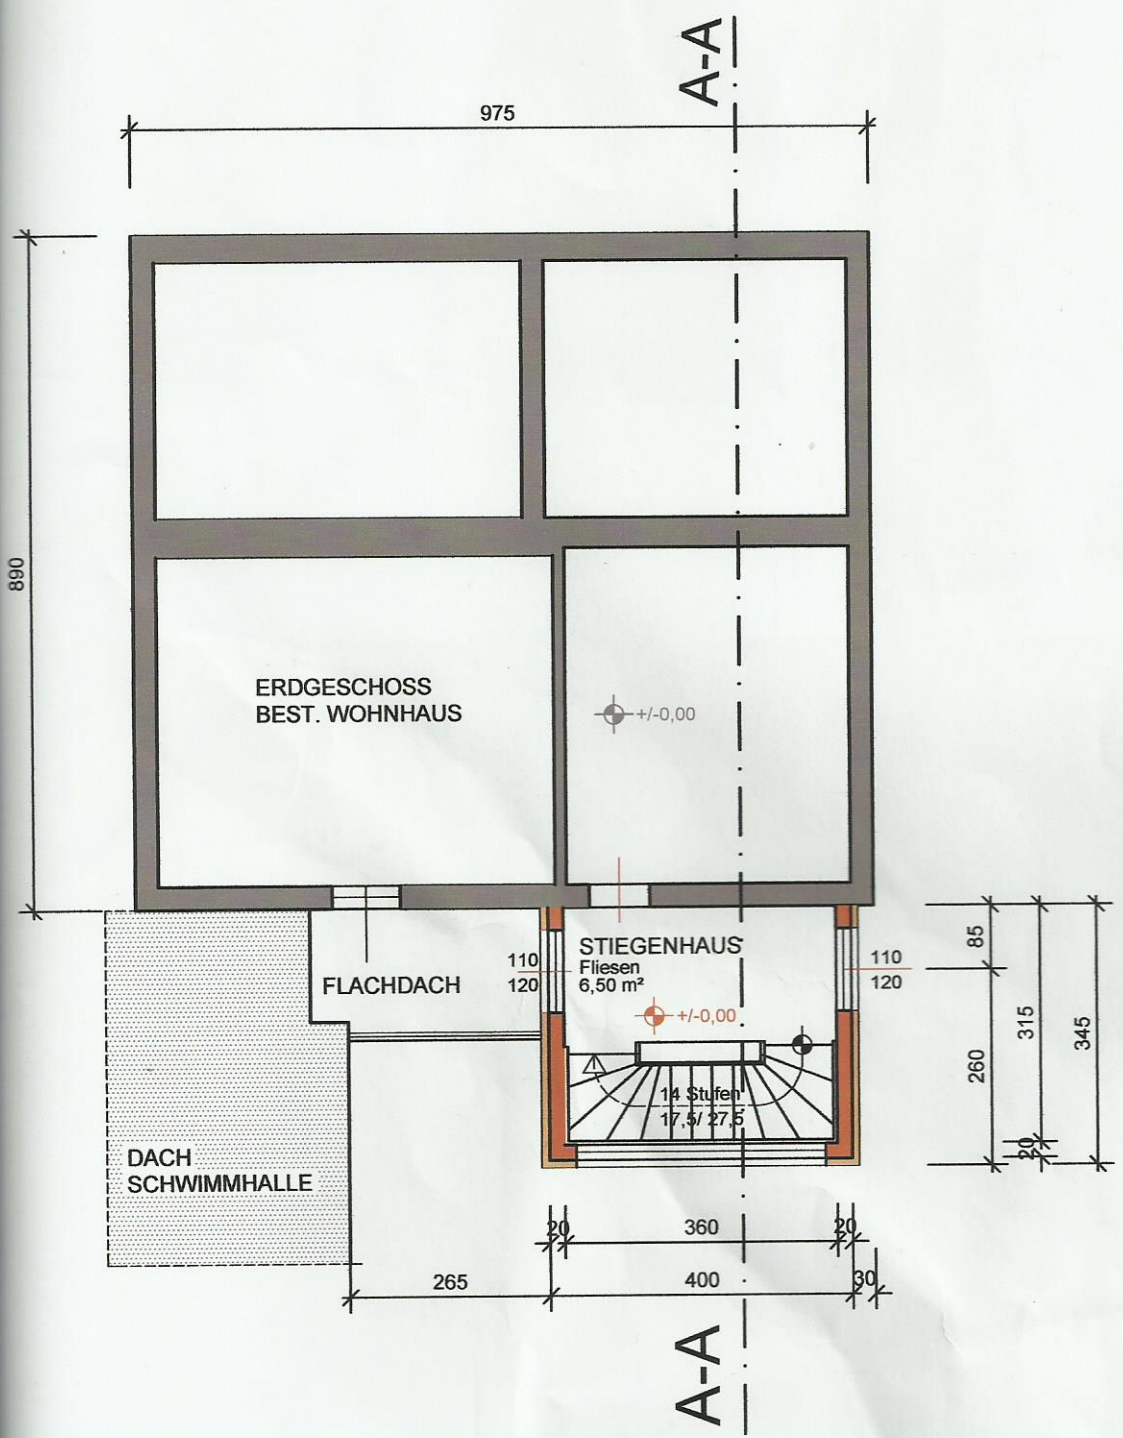 A-A
975
890
ERDGESCHOSS
BEST. WOHNHAUS
+/-0,00
STIEGENHAUS
Fliesen
6,50 m²
110
120
FLACHDACH
110
120
+/-0,00
85
260
315
20
345
14 Stufen
17,5/ 27,5
DACH
SCHWIMMHALLE
20
360
20
265
400
30
A-A